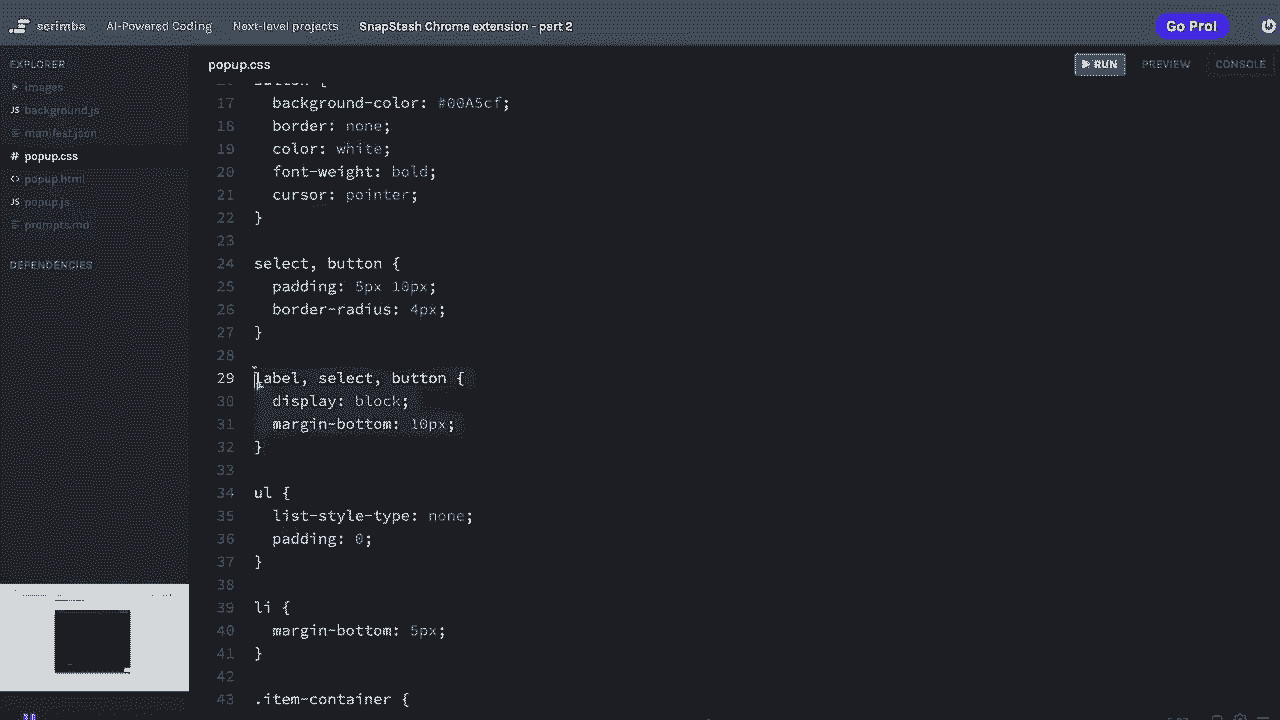 scrimba AI-Powered Coding Next-level projects SnapStash Chrome extension - part 2 Go Pro!
EXPLORER
images
JS background.js
manifest.json
# popup.css
<> popup.html
JS popup.js
prompts.md
DEPENDENCIES
popup.css
RUN PREVIEW CONSOLE
17 background-color: #00A5cf;
18 border: none;
19 color: white;
20 font-weight: bold;
21 cursor: pointer;
22 }
23
24 select, button {
25 padding: 5px 10px;
26 border-radius: 4px;
27 }
28
29 label, select, button {
30 display: block;
31 margin-bottom: 10px;
32 }
33
34 ul {
35 list-style-type: none;
36 padding: 0;
37 }
38
39 li {
40 margin-bottom: 5px;
41 }
42
43 .item-container {